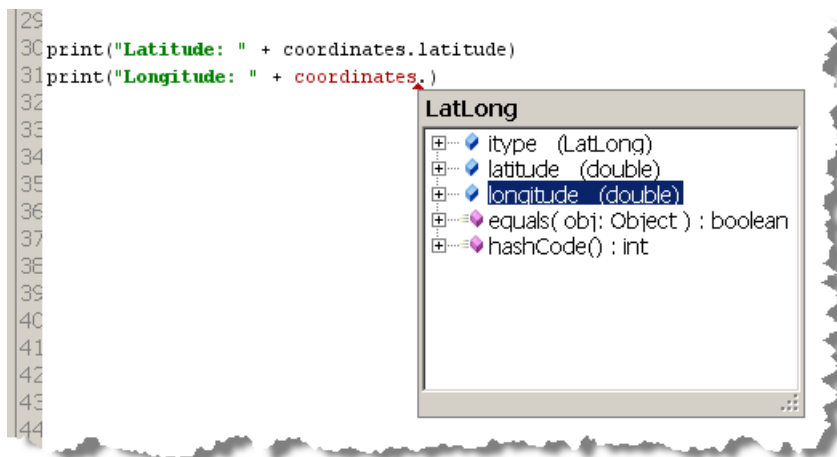 29
30 print("Latitude: " + coordinates.latitude)
31 print("Longitude: " + coordinates.)
32
33
34
35
36
37
38
39
40
41
42
43
44
LatLong
itype (LatLong)
latitude (double)
longitude (double)
equals( obj: Object ) : boolean
hashCode() : int